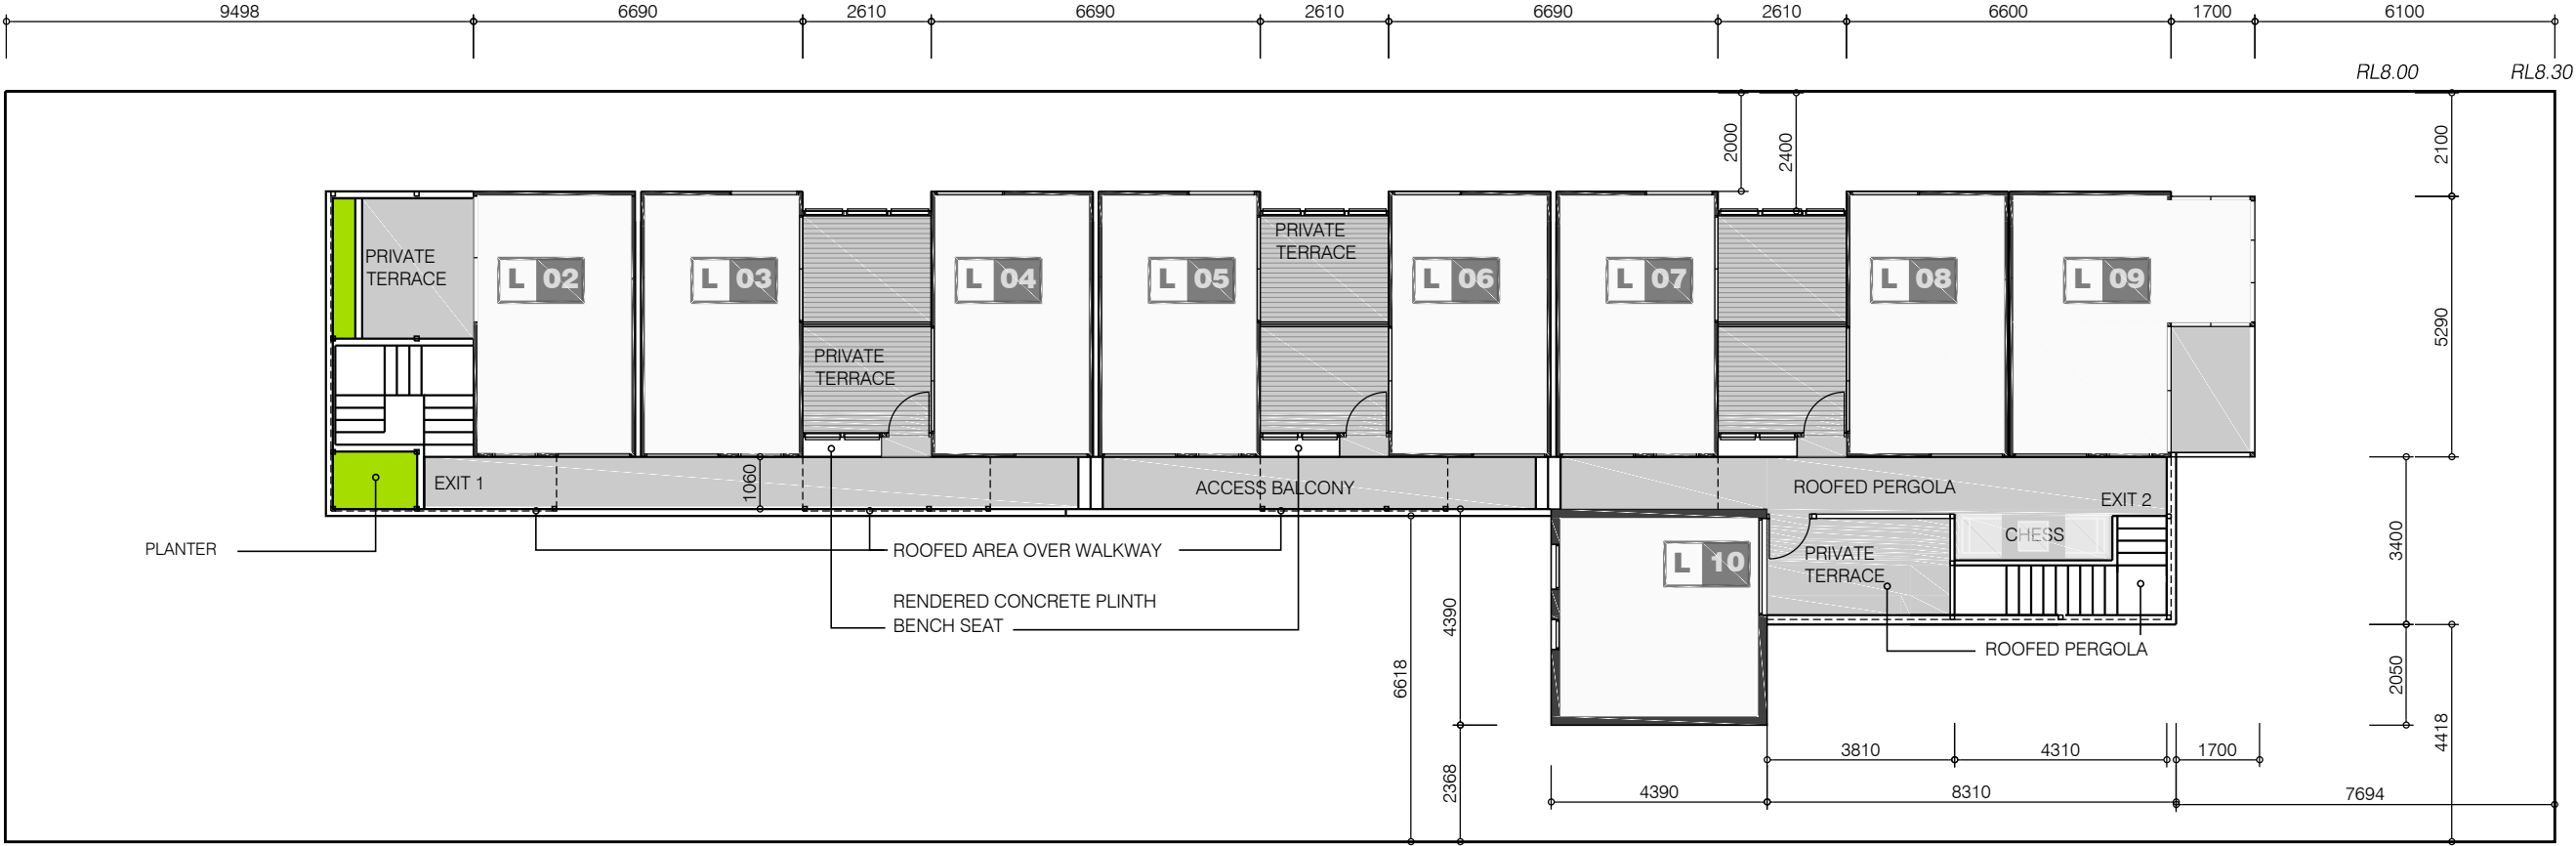 9498 6690 2610 6690 2610 6690 2610 6600 1700 6100
RL8.00 RL8.30
2000 2400 2100
PRIVATE
TERRACE
L 02
L 03
L 04
L 05
PRIVATE
TERRACE
L 06
L 07
L 08
L 09
5290
PRIVATE
TERRACE
EXIT 1
1060
ACCESS BALCONY
ROOFED PERGOLA
EXIT 2
PLANTER
ROOFED AREA OVER WALKWAY
RENDERED CONCRETE PLINTH
BENCH SEAT
L 10
PRIVATE
TERRACE
CHESS
ROOFED PERGOLA
3400
4390
6618
2050
4418
2368
3810 4310 1700
4390 8310 7694